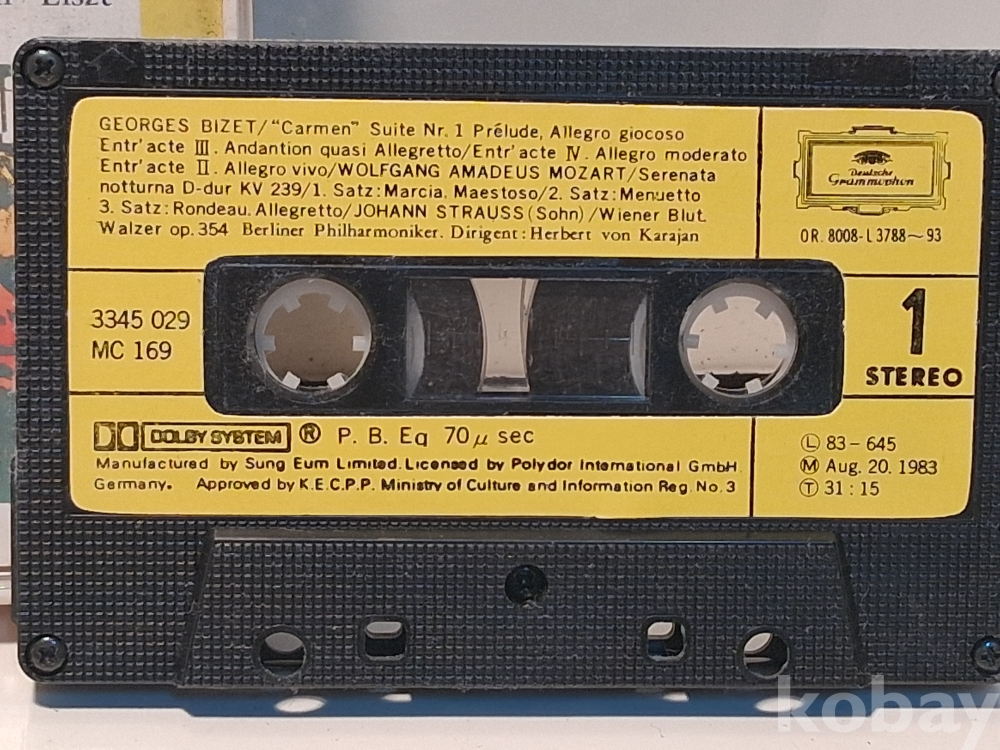 Liszt
GEORGES BIZET/"Carmen" Suite Nr. 1 Prélude, Allegro giocoso
Entr'acte Ⅲ. Andantion quasi Allegretto/Entr'acte Ⅳ. Allegro moderato
Entr'acte Ⅱ. Allegro vivo/WOLFGANG AMADEUS MOZART/Serenata
notturna D-dur KV 239/1. Satz: Marcia. Maestoso/2. Satz: Menuetto
3. Satz: Rondeau. Allegretto/JOHANN STRAUSS (Sohn)/Wiener Blut.
Walzer op. 354 Berliner Philharmoniker. Dirigent: Herbert von Karajan
Deutsche
Grammophon
OR. 8008-L3788~93
3345 029
MC 169
1
STEREO
DOLBY SYSTEM ® P. B. Eq 70μ sec
Manufactured by Sung Eum Limited. Licensed by Polydor International GmbH.
Germany. Approved by K.E.C.P.P. Ministry of Culture and Information Reg. No. 3
Ⓛ 83-645
Ⓜ Aug. 20. 1983
Ⓣ 31:15
kobay